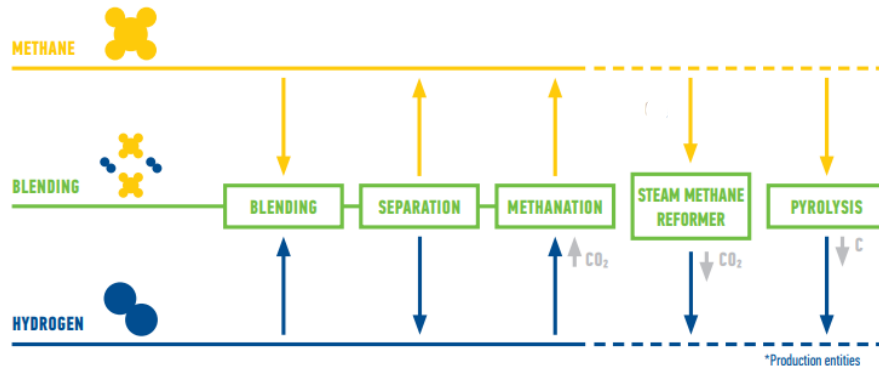 METHANE
BLENDING
BLENDING
SEPARATION
METHANATION
STEAM METHANE
REFORMER
PYROLYSIS
CO₂
CO₂
C
HYDROGEN
*Production entities